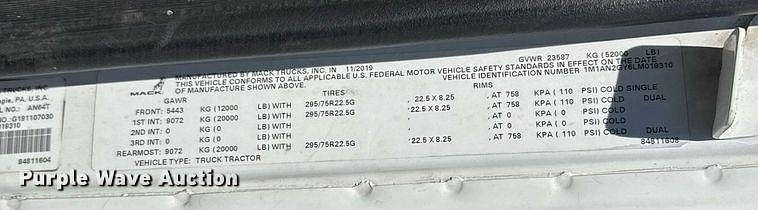 TRUCKS, INC.
PA, U.S.A.
AN64T
G191107030
19310
84811604
MACK
MANUFACTURED BY MACK TRUCKS, INC, IN 11/2019 GVWR 23587 KG (52000 LB)
THIS VEHICLE CONFORMS TO ALL APPLICABLE U.S. FEDERAL MOTOR VEHICLE SAFETY STANDARDS IN EFFECT ON THE DATE
OF MANUFACTURE SHOWN ABOVE. VEHICLE IDENTIFICATION NUMBER 1M1AN2GY6LM019310
GAWR TIRES RIMS
FRONT: 5443 KG (12000 LB) WITH 295/75R22.5G , 22.5 X 8.25 , AT 758 KPA ( 110 PSI) COLD SINGLE
1ST INT: 9072 KG (20000 LB) WITH 295/75R22.5G , 22.5 X 8.25 , AT 758 KPA ( 110 PSI) COLD DUAL
2ND INT: 0 KG (0 LB) WITH , AT 0 KPA ( 0 PSI) COLD
3RD INT: 0 KG (0 LB) WITH , AT 0 KPA ( 0 PSI) COLD
REARMOST: 9072 KG (20000 LB) WITH 295/75R22.5G , 22.5 X 8.25 , AT 758 KPA ( 110 PSI) COLD DUAL
VEHICLE TYPE: TRUCK TRACTOR 84811608
Purple Wave Auction